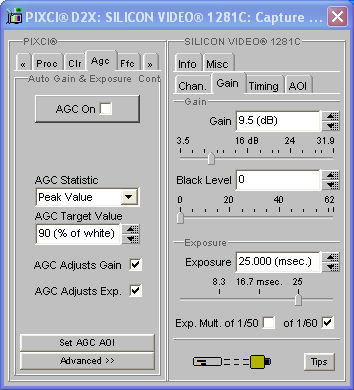 PIXCI® D2X: SILICON VIDEO® 1281C: Capture ...
PIXCI®
« Proc Clr Agc Ffc »
Auto Gain & Exposure Cont
AGC On
AGC Statistic
Peak Value
AGC Target Value
90 (% of white)
AGC Adjusts Gain
AGC Adjusts Exp.
Set AGC AOI
Advanced >>
SILICON VIDEO® 1281C
Info Misc
Chan. Gain Timing AOI
Gain
Gain 9.5 (dB)
3.5 16 dB 24 31.9
Black Level 0
0 20 40 62
Exposure
Exposure 25.000 (msec.)
8.3 16.7 msec. 25
Exp. Mult. of 1/50 of 1/60
Tips